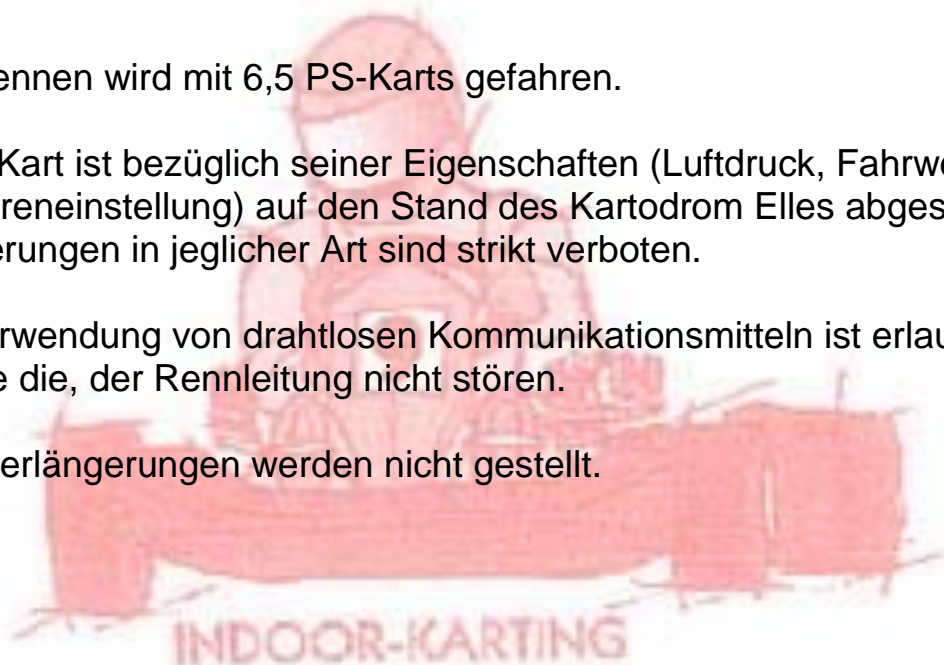 ennen wird mit 6,5 PS-Karts gefahren.
Kart ist bezüglich seiner Eigenschaften (Luftdruck, Fahrwe
reneinstellung) auf den Stand des Kartodrom Elles abges
erungen in jeglicher Art sind strikt verboten.
rwendung von drahtlosen Kommunikationsmitteln ist erlau
e die, der Rennleitung nicht stören.
erlängerungen werden nicht gestellt.
INDOOR-KARTING